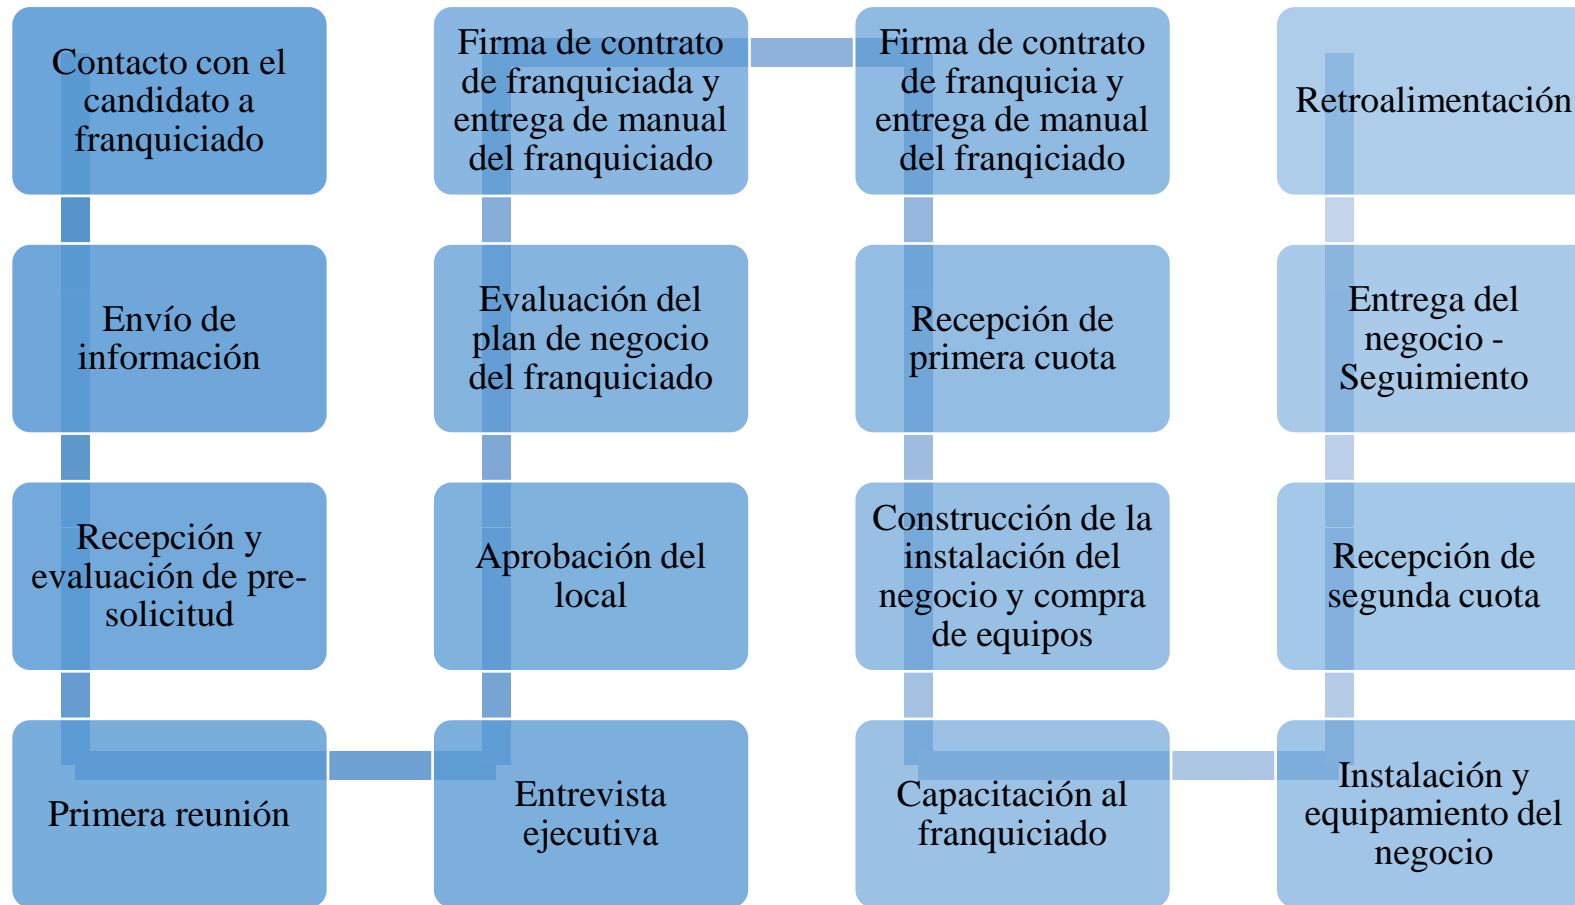 Contacto con el
candidato a
franquiciado
Envío de
información
Recepción y
evaluación de pre-
solicitud
Primera reunión
Entrevista
ejecutiva
Aprobación del
local
Evaluación del
plan de negocio
del franquiciado
Firma de contrato
de franquiciada y
entrega de manual
del franquiciado
Firma de contrato
de franquicia y
entrega de manual
del franqiciado
Recepción de
primera cuota
Construcción de la
instalación del
negocio y compra
de equipos
Capacitación al
franquiciado
Instalación y
equipamiento del
negocio
Recepción de
segunda cuota
Entrega del
negocio -
Seguimiento
Retroalimentación